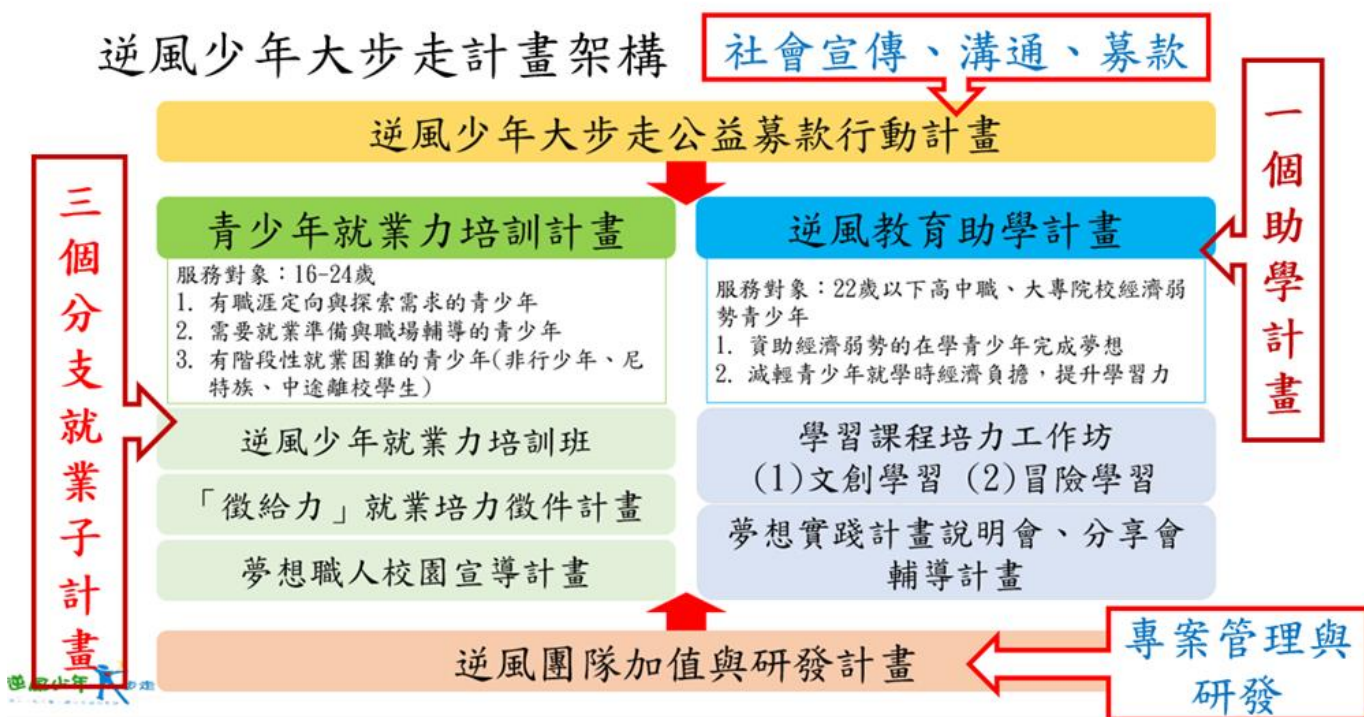 逆風少年大步走計畫架構
社會宣傳、溝通、募款
逆風少年大步走公益募款行動計畫
三個分支就業子計畫
青少年就業力培訓計畫
服務對象：16-24歲
1. 有職涯定向與探索需求的青少年
2. 需要就業準備與職場輔導的青少年
3. 有階段性就業困難的青少年(非行少年、尼
特族、中途離校學生)
逆風少年就業力培訓班
「徵給力」就業培力徵件計畫
夢想職人校園宣導計畫
逆風教育助學計畫
服務對象：22歲以下高中職、大專院校經濟弱
勢青少年
1. 資助經濟弱勢的在學青少年完成夢想
2. 減輕青少年就學時經濟負擔，提升學習力
學習課程培力工作坊
(1)文創學習 (2)冒險學習
夢想實踐計畫說明會、分享會
輔導計畫
一個助學計畫
逆風團隊加值與研發計畫
專案管理與
研發
逆風少年 步走